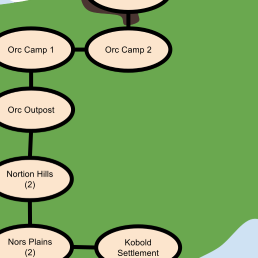 Orc Camp 1
Orc Camp 2
Orc Outpost
Nortion Hills
(2)
Nors Plains
(2)
Kobold
Settlement